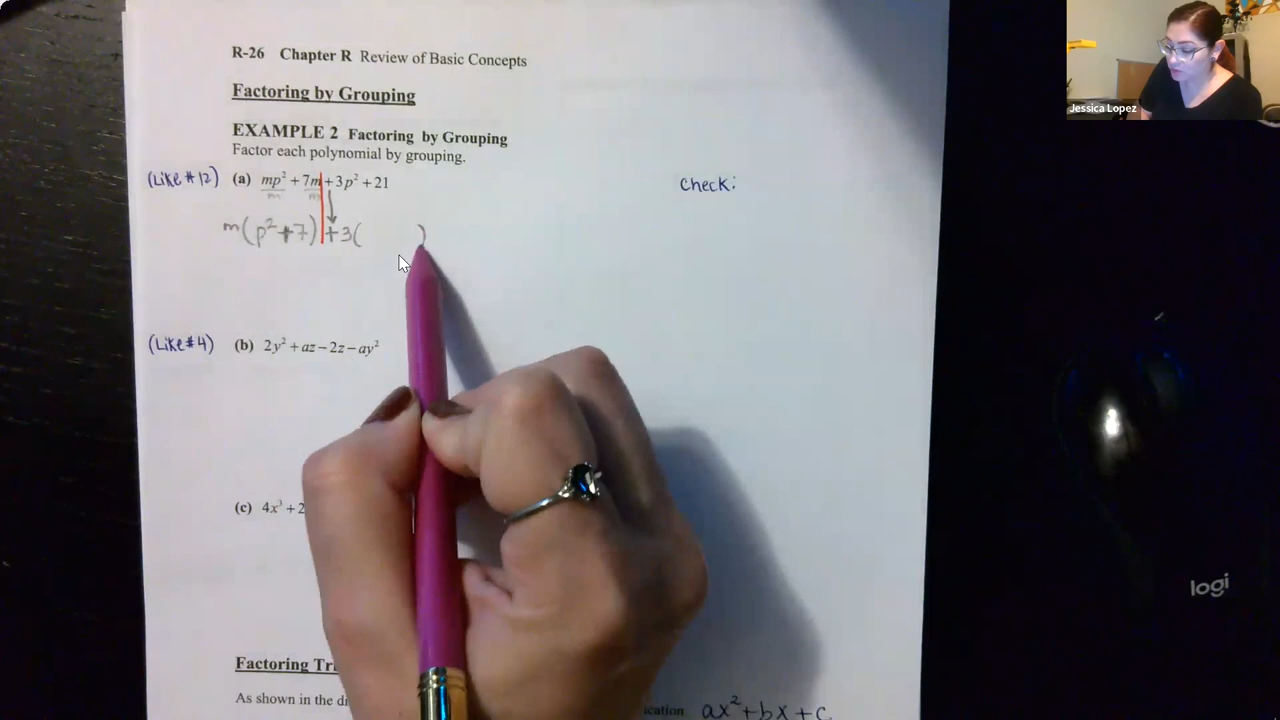 R-26 Chapter R Review of Basic Concepts
Factoring by Grouping
EXAMPLE 2 Factoring by Grouping
Factor each polynomial by grouping.
(Like #12) (a) mp² + 7m + 3p² + 21
m m
check:
m(p²+7) +3( )
(Like #4) (b) 2y² + az – 2z – ay²
(c) 4x³ + 2
Factoring
As shown in the
ax²+bx+c
Jessica Lopez
logi